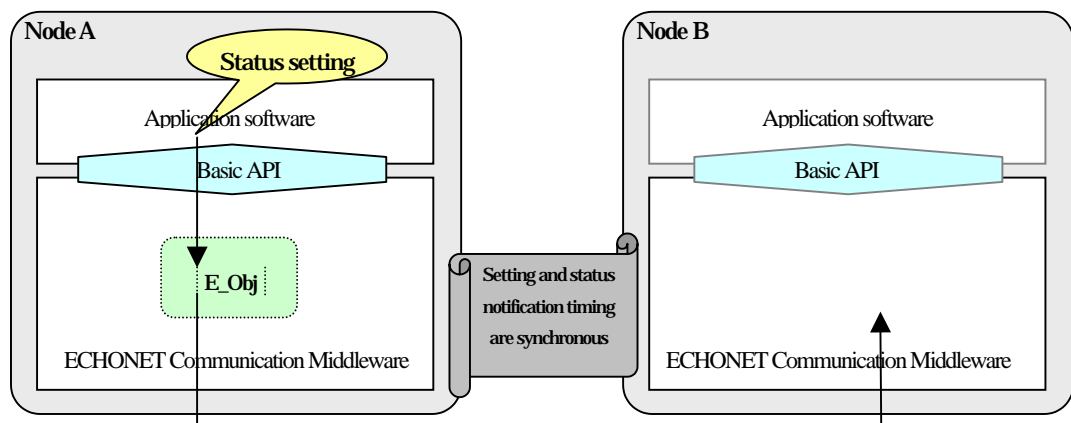 Node A
Status setting
Application software
Basic API
E_Obj
ECHONET Communication Middleware
Setting and status
notification timing
are synchronous
Node B
Application software
Basic API
ECHONET Communication Middleware